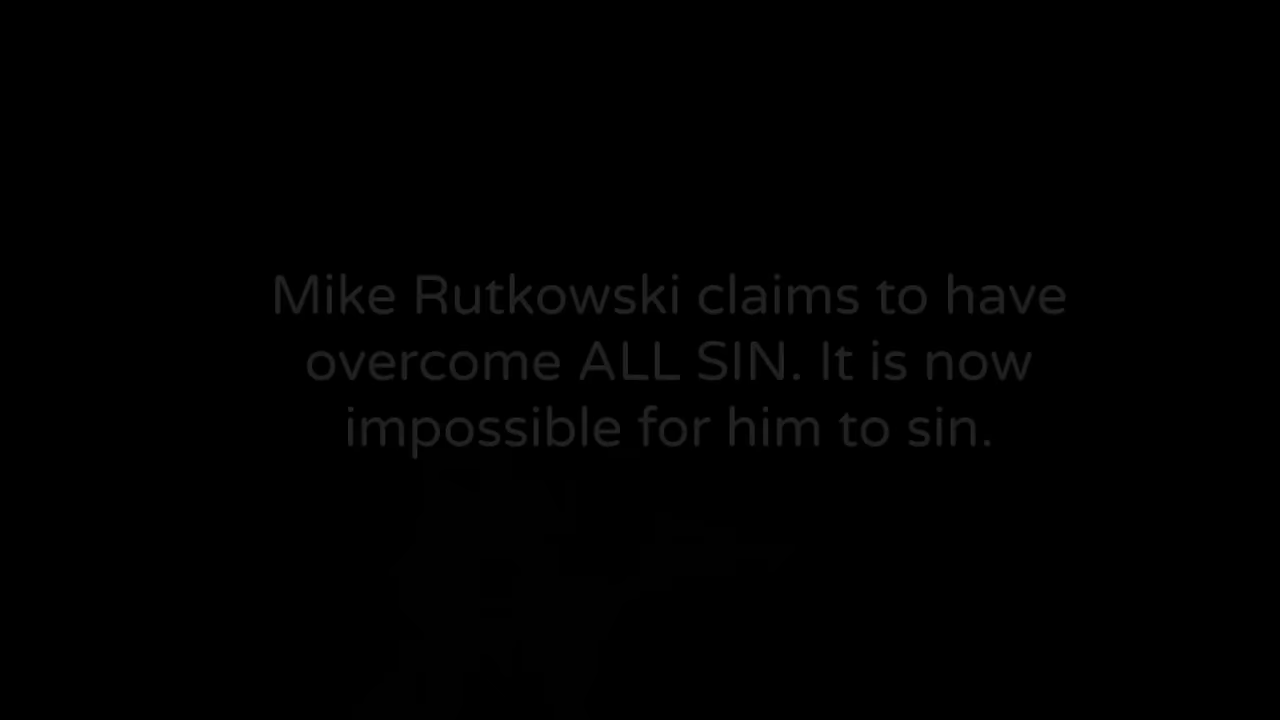 Mike Rutkowski claims to have
overcome ALL SIN. It is now
impossible for him to sin.